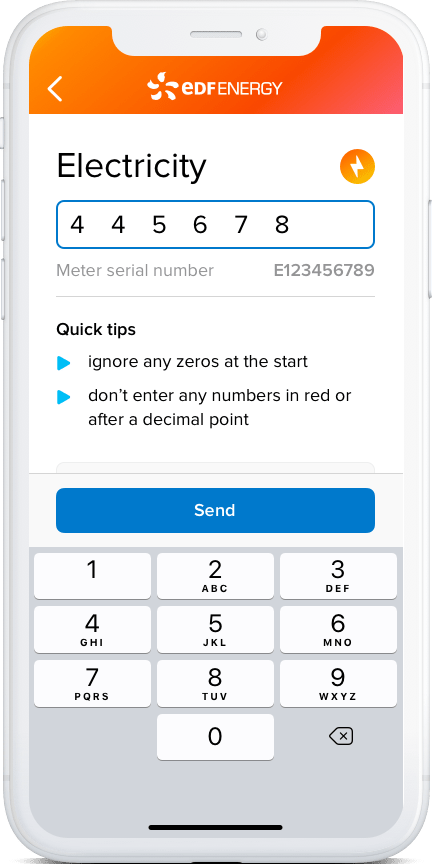 eDF ENERGY
Electricity
4 4 5 6 7 8
Meter serial number E123456789
Quick tips
ignore any zeros at the start
don’t enter any numbers in red or
after a decimal point
Send
1 2 3
ABC DEF
4 5 6
GHI JKL MNO
7 8 9
PQRS TUV WXYZ
0